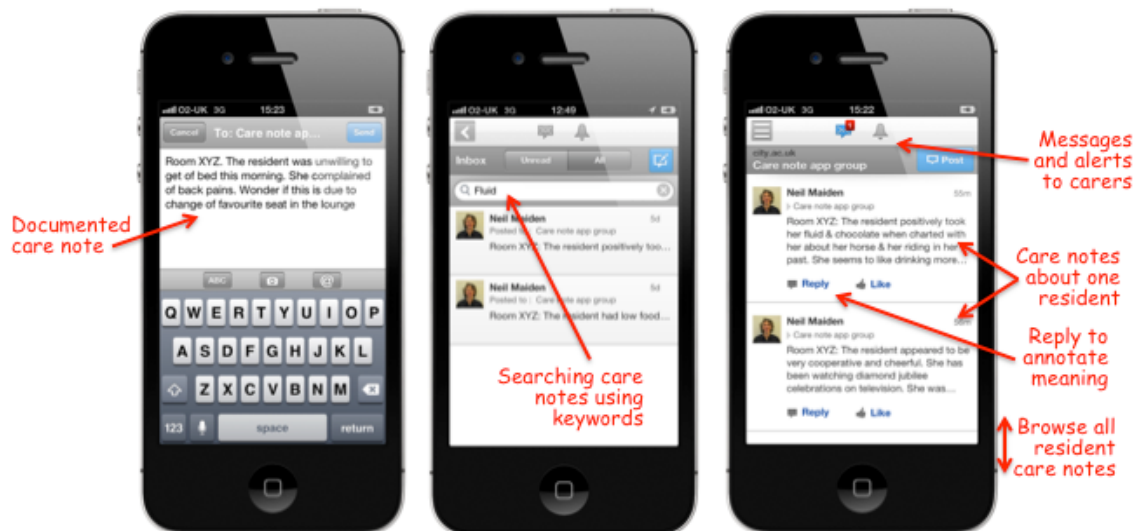 Documented
care note
O2-UK 3G 15:23
Cancel To: Care note ap... Send
Room XYZ. The resident was unwilling to
get of bed this morning. She complained
of back pains. Wonder if this is due to
change of favourite seat in the lounge
ABC @
Q W E R T Y U I O P
A S D F G H J K L
Z X C V B N M
123 space return
O2-UK 3G 12:49
Inbox Unread All
Fluid
Neil Maiden 5d
Posted to: Care note app group
Room XYZ: The resident positively too...
Neil Maiden 5d
Posted to: Care note app group
Room XYZ: The resident had low food...
Searching care
notes using
keywords
O2-UK 3G 15:22
city.ac.uk
Care note app group Post
Neil Maiden 55m
› Care note app group
Room XYZ: The resident positively took
her fluid & chocolate when charted with
her about her horse & her riding in her
past. She seems to like drinking more...
Reply Like
Neil Maiden 56m
› Care note app group
Room XYZ: The resident appeared to be
very cooperative and cheerful. She has
been watching diamond jubilee
celebrations on television. She was...
Reply Like
Messages
and alerts
to carers
Care notes
about one
resident
Reply to
annotate
meaning
Browse all
resident
care notes